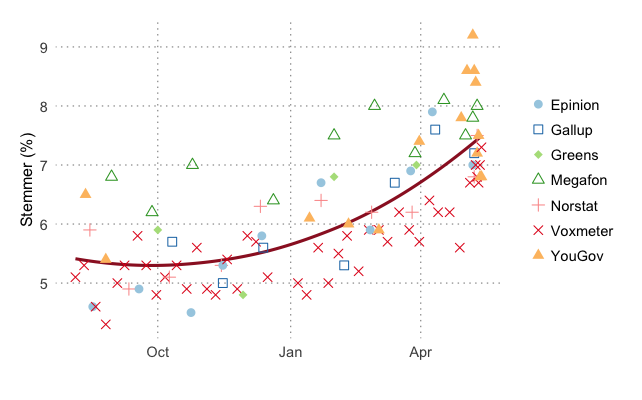 Stemmer (%)
9
8
7
6
5
Oct
Jan
Apr
Epinion
Gallup
Greens
Megafon
Norstat
Voxmeter
YouGov